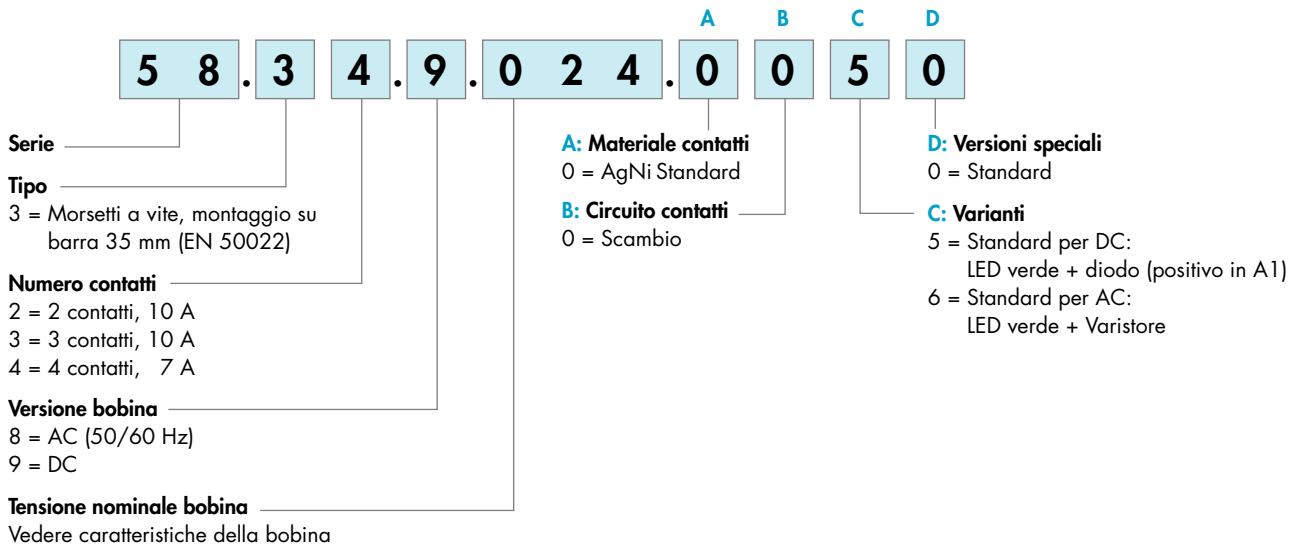 A B C D
5 8 . 3 4 . 9 . 0 2 4 . 0 0 5 0
Serie
Tipo
3 = Morsetti a vite, montaggio su
barra 35 mm (EN 50022)
Numero contatti
2 = 2 contatti, 10 A
3 = 3 contatti, 10 A
4 = 4 contatti, 7 A
Versione bobina
8 = AC (50/60 Hz)
9 = DC
Tensione nominale bobina
Vedere caratteristiche della bobina
A: Materiale contatti
0 = AgNi Standard
B: Circuito contatti
0 = Scambio
D: Versioni speciali
0 = Standard
C: Varianti
5 = Standard per DC:
LED verde + diodo (positivo in A1)
6 = Standard per AC:
LED verde + Varistore